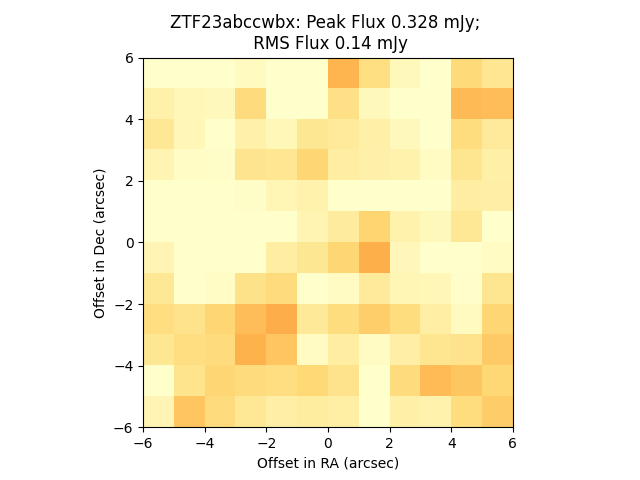 ZTF23abccwbx: Peak Flux 0.328 mJy;
RMS Flux 0.14 mJy
6
4
2
0
−2
−4
−6
Offset in Dec (arcsec)
−6 −4 −2 0 2 4 6
Offset in RA (arcsec)